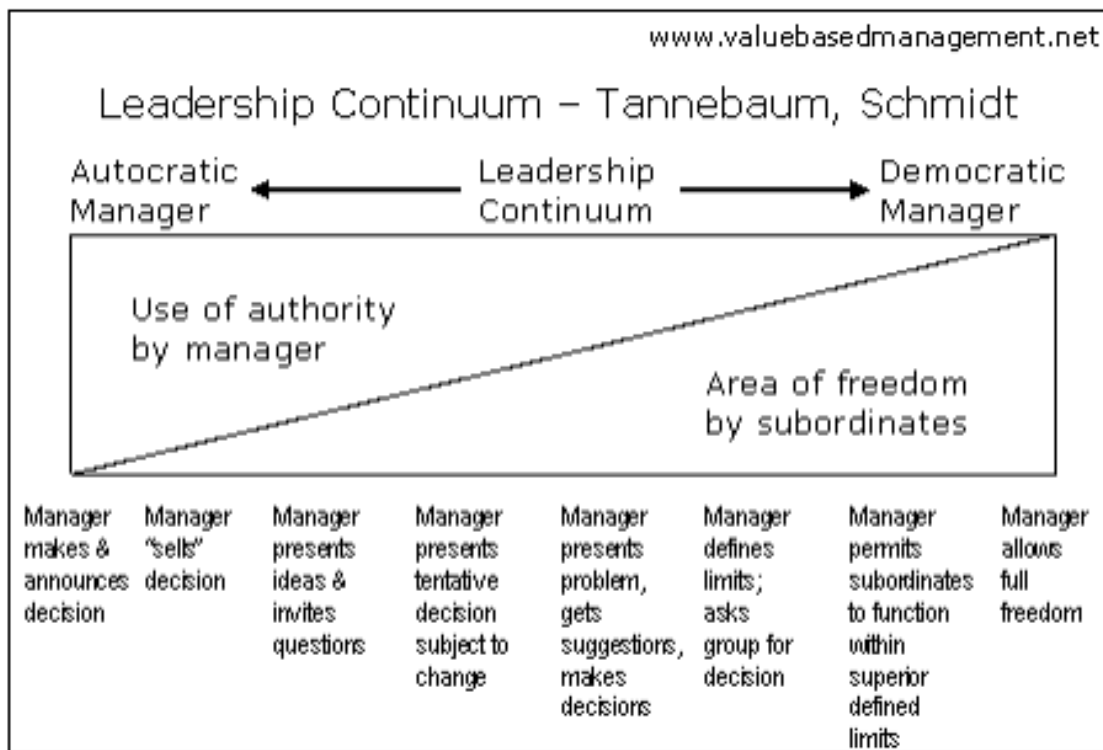 www.valuebasedmanagement.net
Leadership Continuum – Tannebaum, Schmidt
Autocratic
Manager
Leadership
Continuum
Democratic
Manager
Use of authority
by manager
Area of freedom
by subordinates
Manager
makes &
announces
decision
Manager
“sells”
decision
Manager
presents
ideas &
invites
questions
Manager
presents
tentative
decision
subject to
change
Manager
presents
problem,
gets
suggestions,
makes
decisions
Manager
defines
limits;
asks
group for
decision
Manager
permits
subordinates
to function
within
superior
defined
limits
Manager
allows
full
freedom